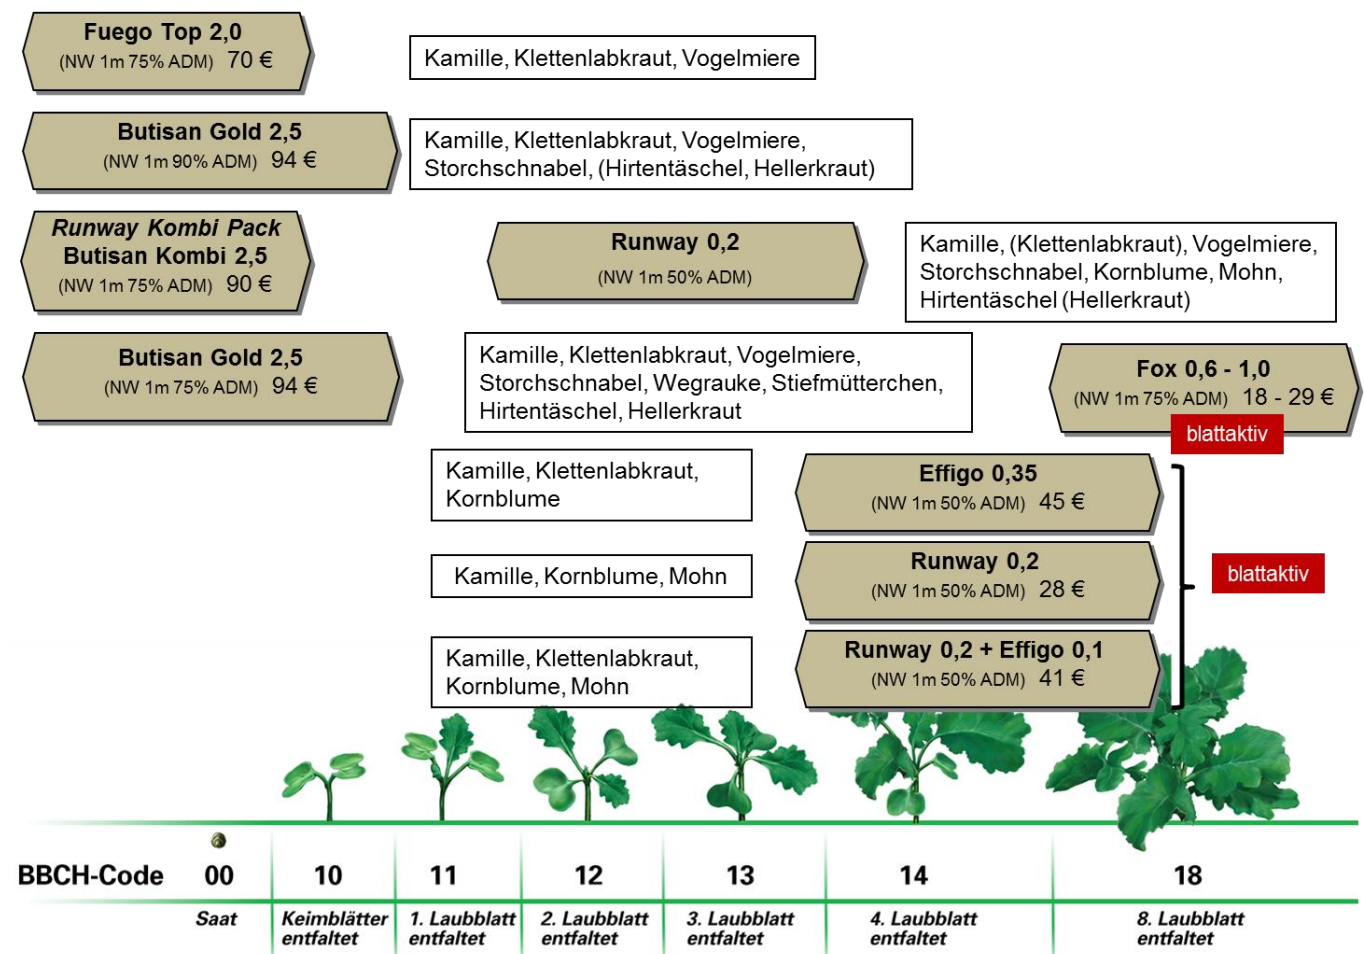 Fuego Top 2,0
(NW 1m 75% ADM) 70 €
Kamille, Klettenlabkraut, Vogelmiere
Butisan Gold 2,5
(NW 1m 90% ADM) 94 €
Kamille, Klettenlabkraut, Vogelmiere,
Storchschnabel, (Hirtentäschel, Hellerkraut)
Runway Kombi Pack
Butisan Kombi 2,5
(NW 1m 75% ADM) 90 €
Runway 0,2
(NW 1m 50% ADM)
Kamille, (Klettenlabkraut), Vogelmiere,
Storchschnabel, Kornblume, Mohn,
Hirtentäschel (Hellerkraut)
Butisan Gold 2,5
(NW 1m 75% ADM) 94 €
Kamille, Klettenlabkraut, Vogelmiere,
Storchschnabel, Wegrauke, Stiefmütterchen,
Hirtentäschel, Hellerkraut
Fox 0,6 - 1,0
(NW 1m 75% ADM) 18 - 29 €
blattaktiv
Kamille, Klettenlabkraut,
Kornblume
Effigo 0,35
(NW 1m 50% ADM) 45 €
Kamille, Kornblume, Mohn
Runway 0,2
(NW 1m 50% ADM) 28 €
blattaktiv
Kamille, Klettenlabkraut,
Kornblume, Mohn
Runway 0,2 + Effigo 0,1
(NW 1m 50% ADM) 41 €
BBCH-Code 00 10 11 12 13 14 18
Saat
Keimblätter
entfaltet
1. Laubblatt
entfaltet
2. Laubblatt
entfaltet
3. Laubblatt
entfaltet
4. Laubblatt
entfaltet
8. Laubblatt
entfaltet